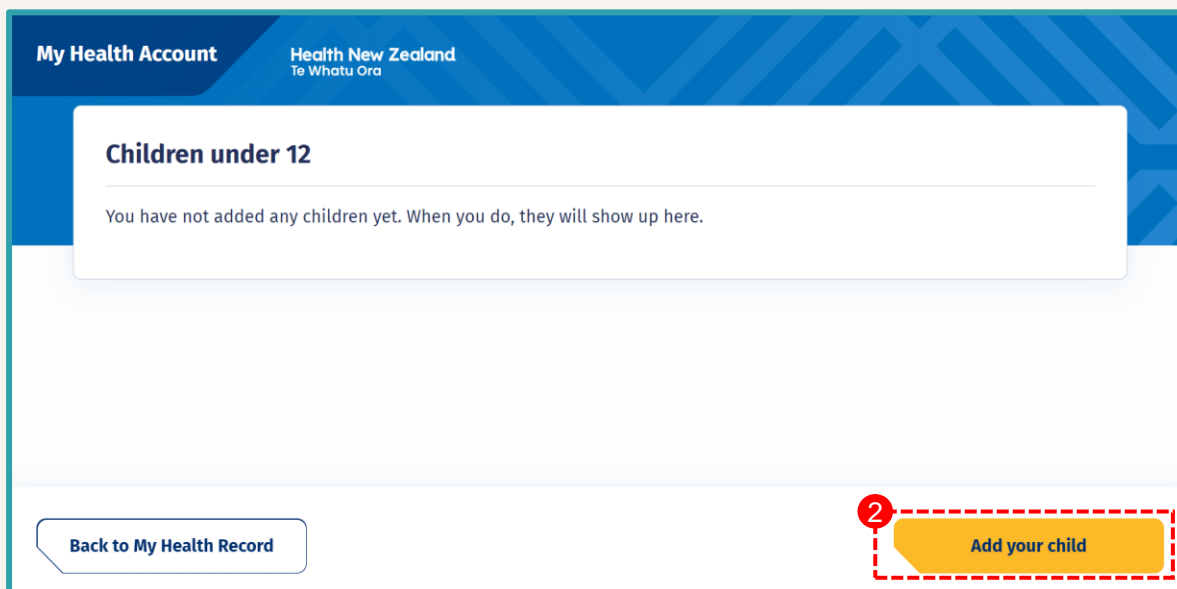 My Health Account
Health New Zealand
Te Whatu Ora
Children under 12
You have not added any children yet. When you do, they will show up here.
2
Back to My Health Record
Add your child